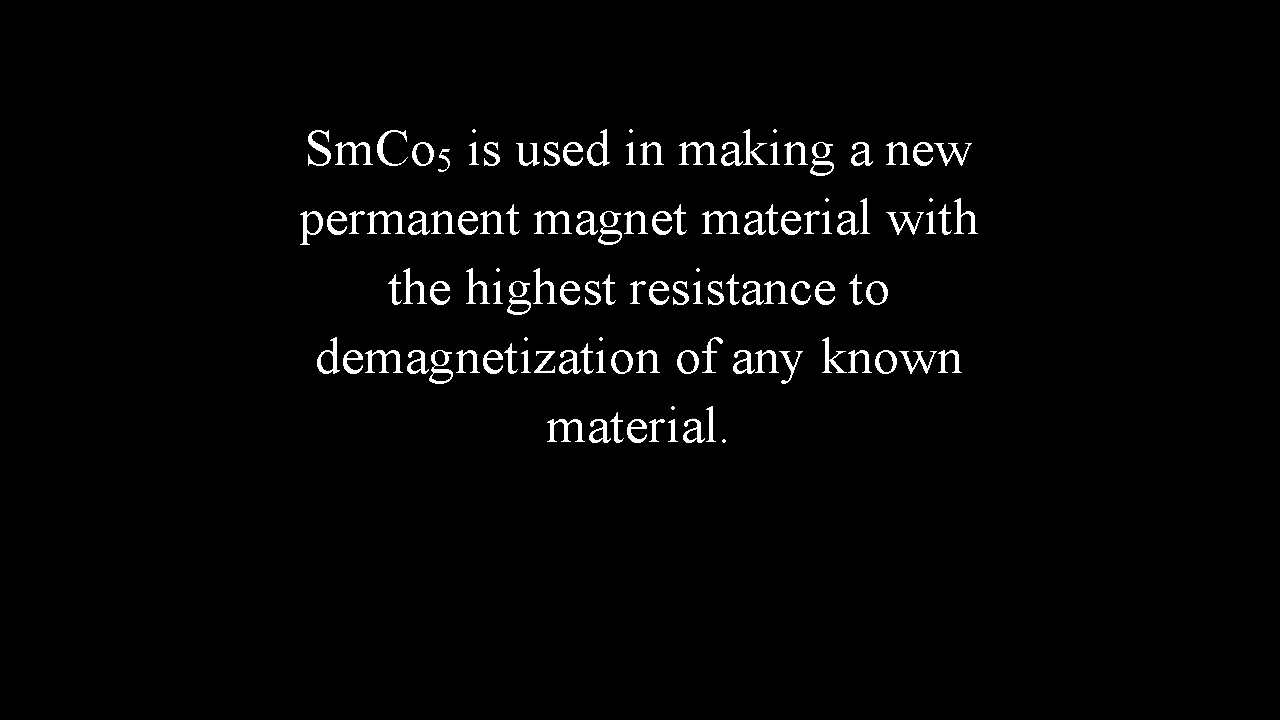 SmCo₅ is used in making a new
permanent magnet material with
the highest resistance to
demagnetization of any known
material.